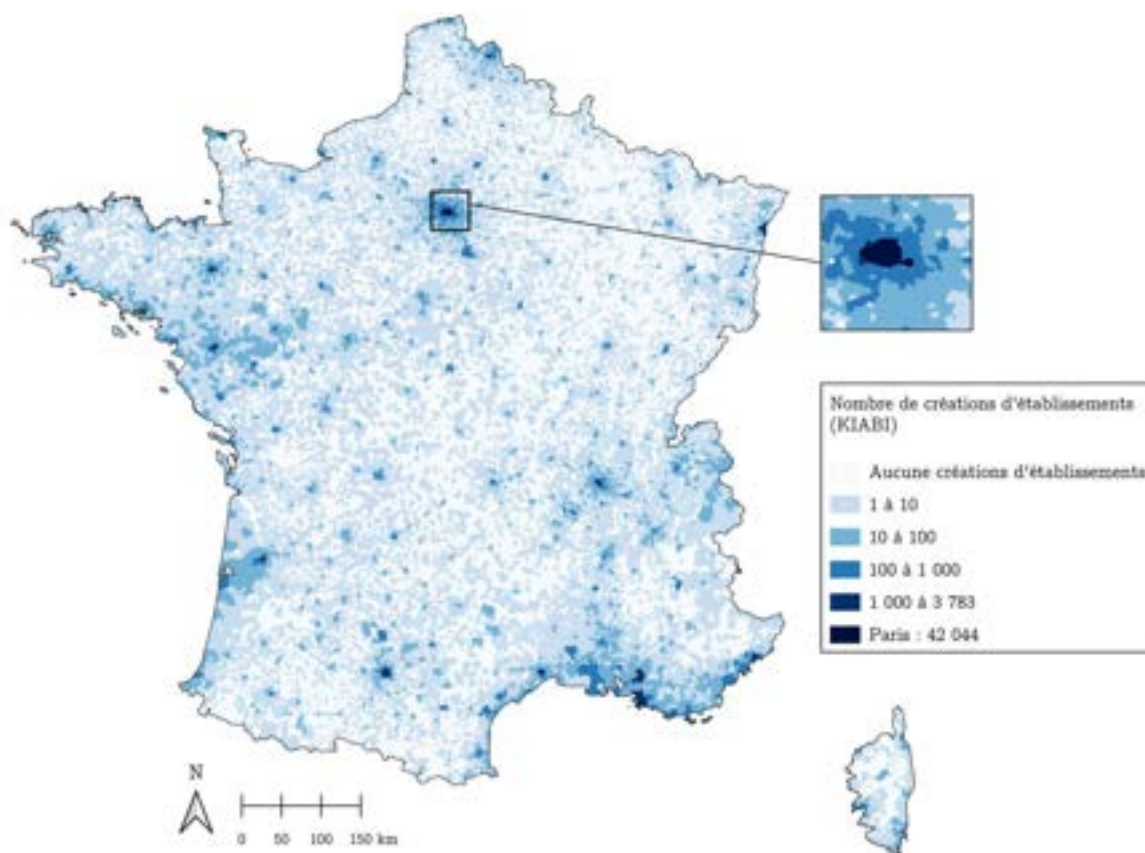 Nombre de créations d'établissements
(KIABI)
Aucune créations d'établissements
1 à 10
10 à 100
100 à 1 000
1 000 à 3 783
Paris : 42 044
N
0 50 100 150 km